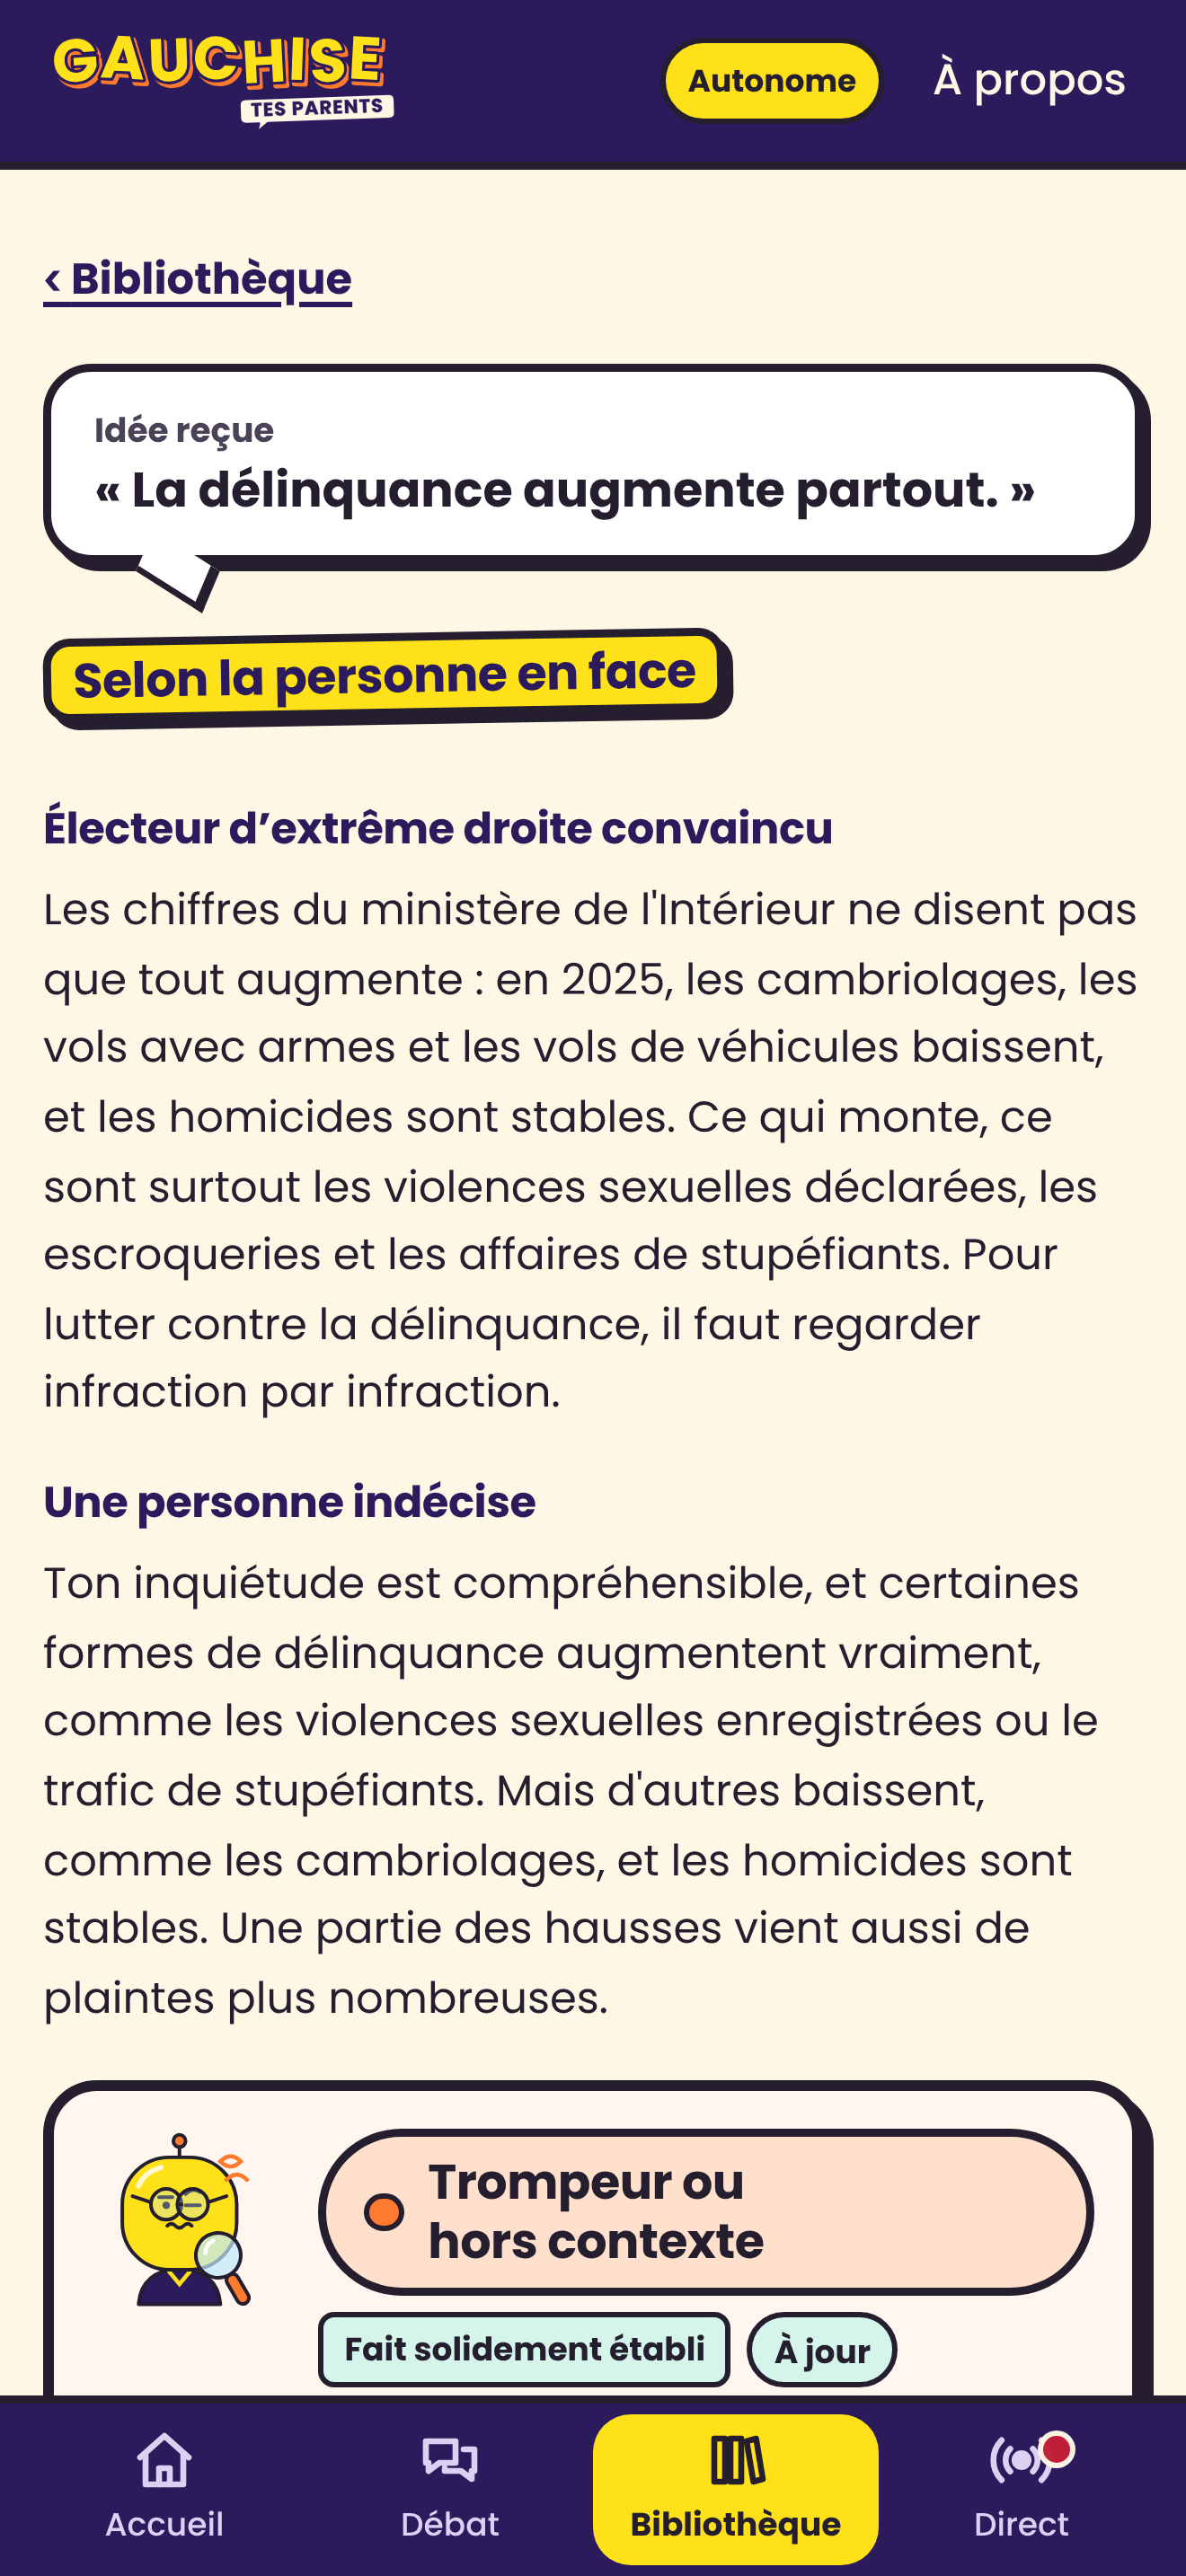 GAUCHISE
TES PARENTS
Autonome
À propos
‹ Bibliothèque
Idée reçue
« La délinquance augmente partout. »
Selon la personne en face
Électeur d’extrême droite convaincu
Les chiffres du ministère de l'Intérieur ne disent pas
que tout augmente : en 2025, les cambriolages, les
vols avec armes et les vols de véhicules baissent,
et les homicides sont stables. Ce qui monte, ce
sont surtout les violences sexuelles déclarées, les
escroqueries et les affaires de stupéfiants. Pour
lutter contre la délinquance, il faut regarder
infraction par infraction.
Une personne indécise
Ton inquiétude est compréhensible, et certaines
formes de délinquance augmentent vraiment,
comme les violences sexuelles enregistrées ou le
trafic de stupéfiants. Mais d'autres baissent,
comme les cambriolages, et les homicides sont
stables. Une partie des hausses vient aussi de
plaintes plus nombreuses.
Trompeur ou
hors contexte
Fait solidement établi
À jour
Accueil
Débat
Bibliothèque
Direct